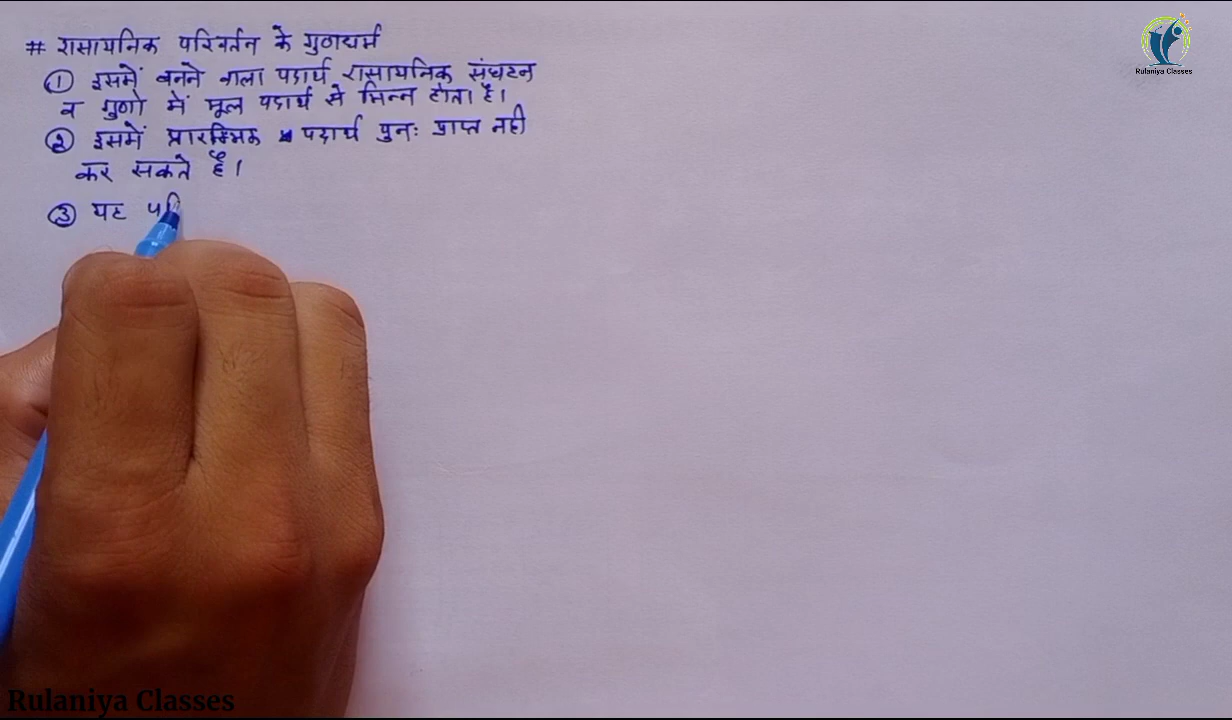 # रासायनिक परिवर्तन के गुणधर्म
① इसमें बनने वाला पदार्थ रासायनिक संघटन
व गुणो में मूल पदार्थ से भिन्न होता है।
② इसमें प्रारम्भिक पदार्थ पुनः प्राप्त नही
कर सकते है।
③ यह
Rulaniya Classes
Rulaniya Classes